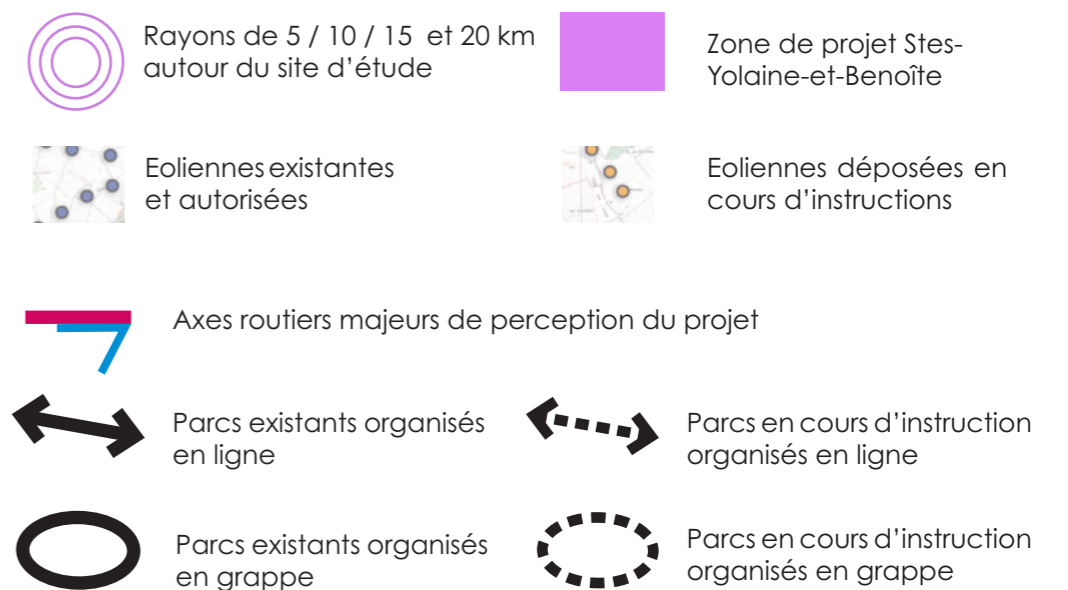 Rayons de 5 / 10 / 15 et 20 km
autour du site d'étude
Zone de projet Stes-
Yolaine-et-Benoîte
Eoliennes existantes
et autorisées
Eoliennes déposées en
cours d'instructions
Axes routiers majeurs de perception du projet
Parcs existants organisés
en ligne
Parcs en cours d'instruction
organisés en ligne
Parcs existants organisés
en grappe
Parcs en cours d'instruction
organisés en grappe